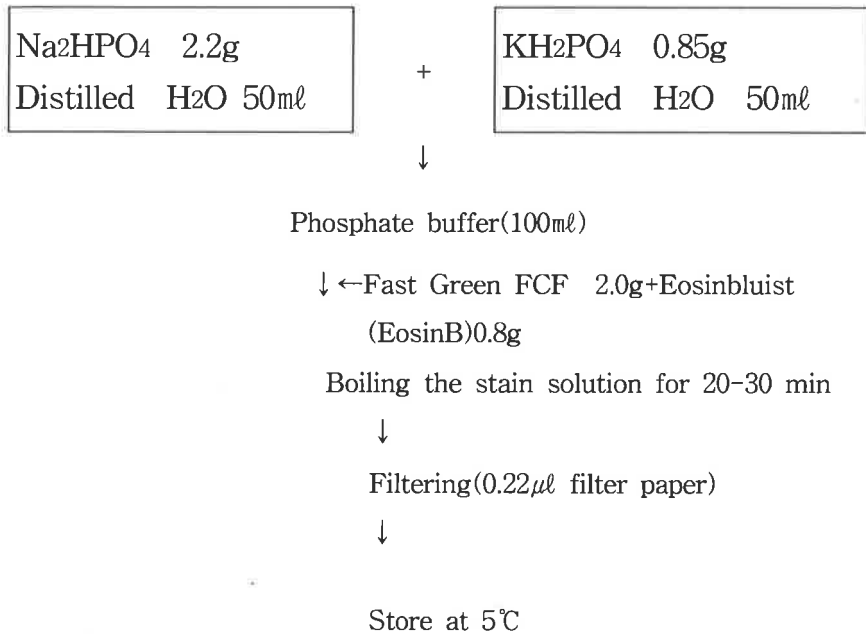 Na2HPO4 2.2g
Distilled H2O 50㎖
+
KH2PO4 0.85g
Distilled H2O 50㎖
↓
Phosphate buffer(100㎖)
↓ ←Fast Green FCF 2.0g+Eosinbluist
(EosinB)0.8g
Boiling the stain solution for 20-30 min
↓
Filtering(0.22㎕ filter paper)
↓
Store at 5℃